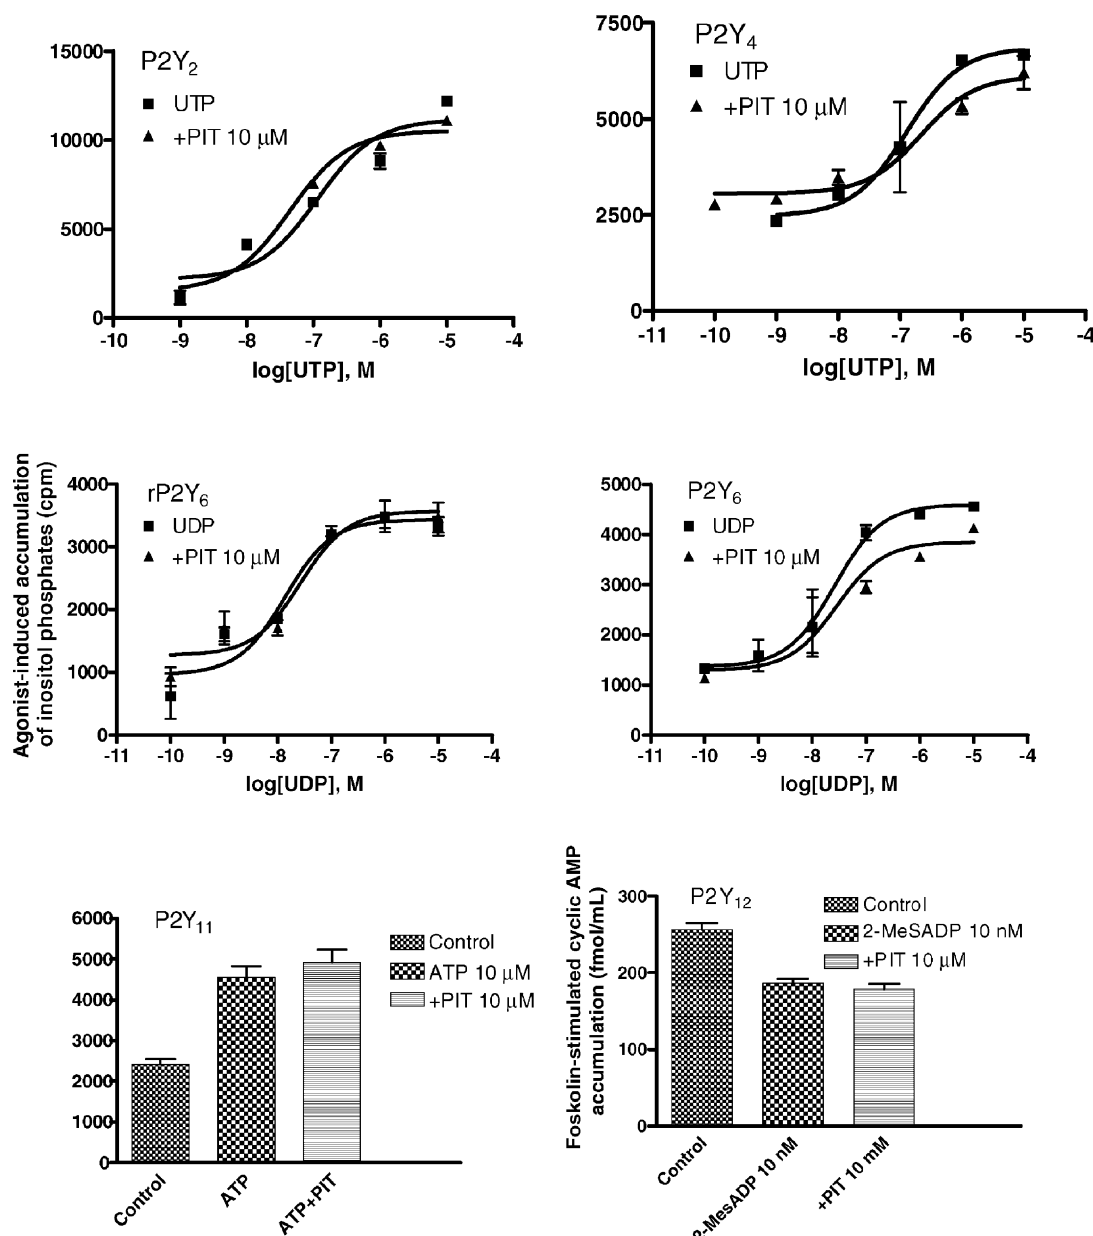 P2Y2
UTP
+PIT 10 μM
15000
10000
5000
0
-10
-9
-8
-7
-6
-5
-4
log[UTP], M
P2Y4
UTP
+PIT 10 μM
7500
5000
2500
0
-11
-10
-9
-8
-7
-6
-5
-4
log[UTP], M
Agonist-induced accumulation
of inositol phosphates (cpm)
rP2Y6
UDP
+PIT 10 μM
4000
3000
2000
1000
0
-11
-10
-9
-8
-7
-6
-5
-4
log[UDP], M
P2Y6
UDP
+PIT 10 μM
5000
4000
3000
2000
1000
0
-11
-10
-9
-8
-7
-6
-5
-4
log[UDP], M
P2Y11
6000
5000
4000
3000
2000
1000
0
Control
ATP 10 μM
+PIT 10 μM
Control
ATP
ATP+PIT
Foskolin-stimulated cyclic AMP
accumulation (fmol/mL)
P2Y12
300
200
100
0
Control
2-MeSADP 10 nM
+PIT 10 μM
Control
2-MesADP 10 nM
+PIT 10 mM